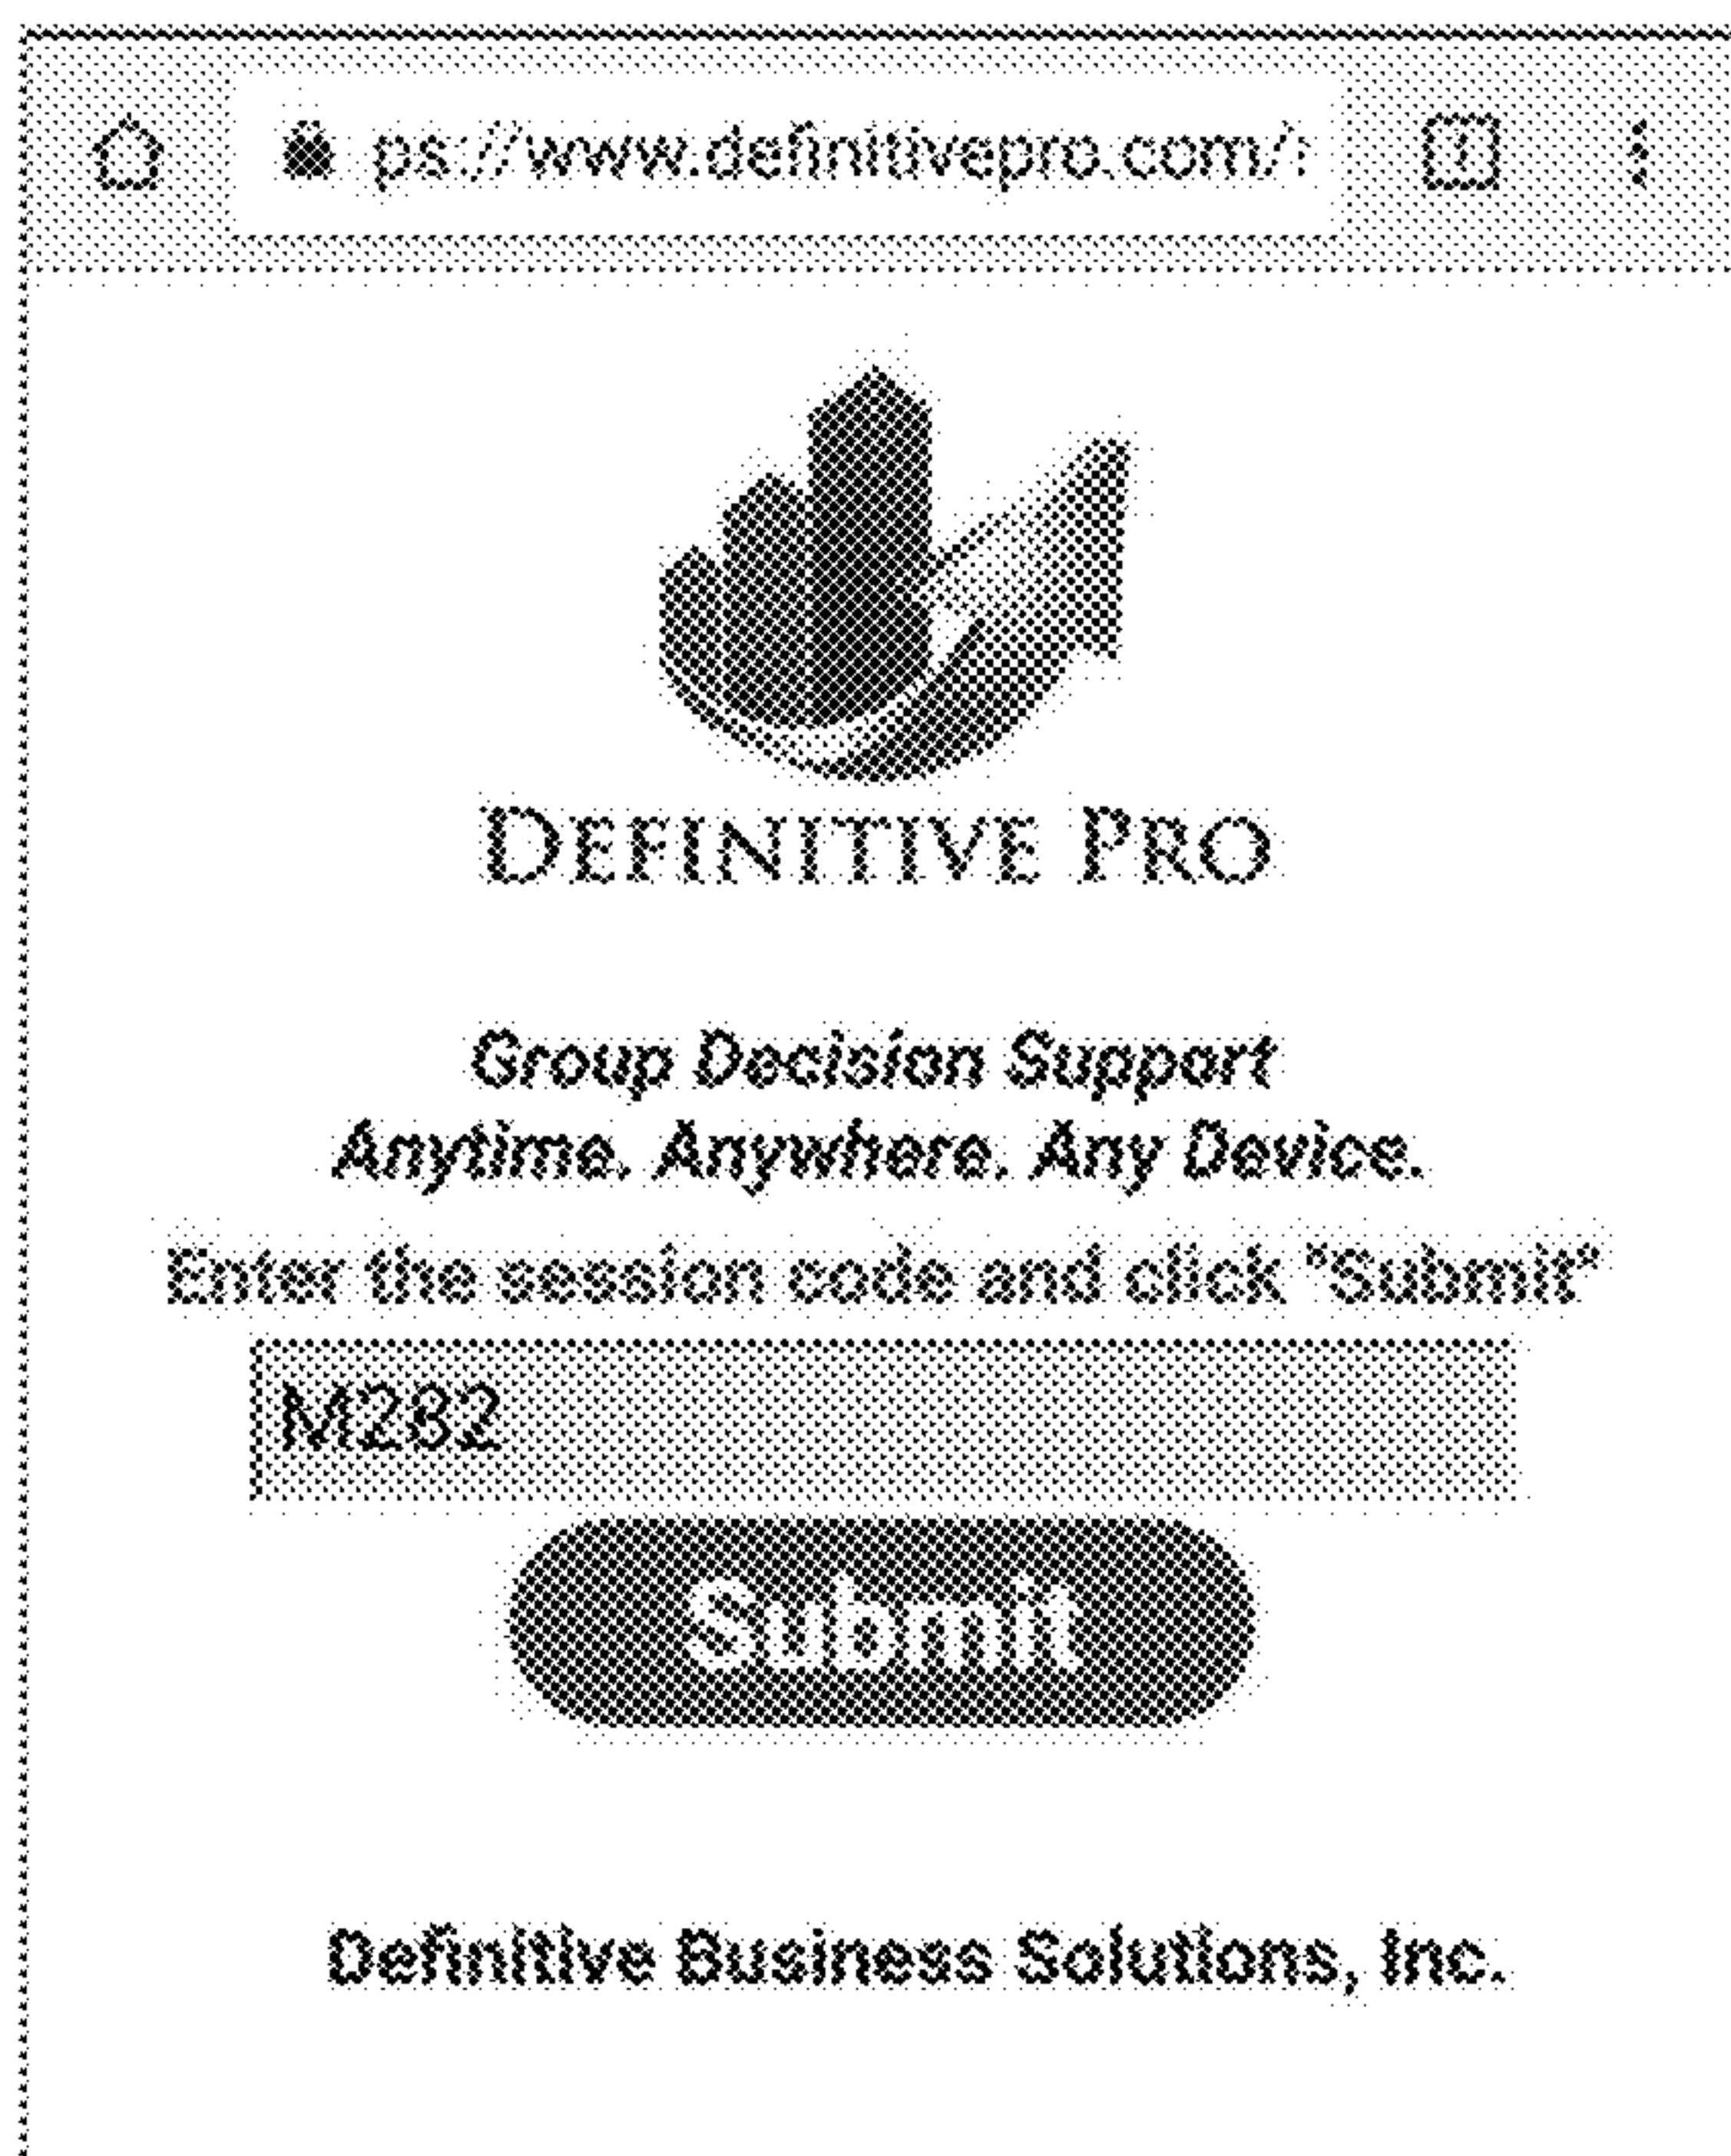 ps://www.definitivepro.com/
DEFINITIVE PRO
Group Decision Support
Anytime. Anywhere. Any Device.
Enter the session code and click "Submit"
M282
Submit
Definitive Business Solutions, Inc.